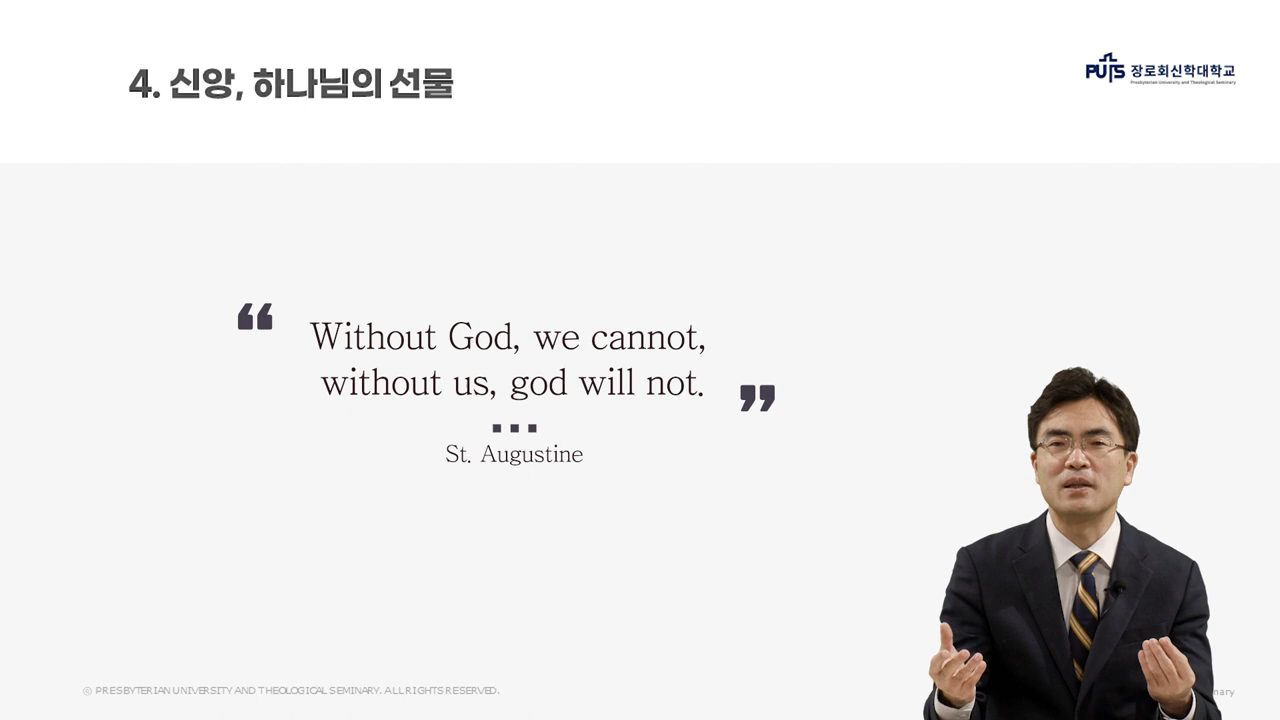 4. 신앙, 하나님의 선물
PUTS 장로회신학대학교
Presbyterian University and Theological Seminary
“ Without God, we cannot,
without us, god will not. ”
St. Augustine
© PRESBYTERIAN UNIVERSITY AND THEOLOGICAL SEMINARY. ALL RIGHTS RESERVED.